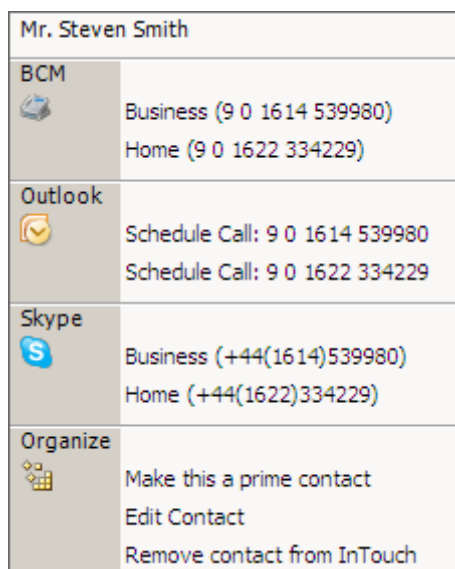 Mr. Steven Smith
BCM
Business (9 0 1614 539980)
Home (9 0 1622 334229)
Outlook
Schedule Call: 9 0 1614 539980
Schedule Call: 9 0 1622 334229
Skype
S
Business (+44(1614)539980)
Home (+44(1622)334229)
Organize
Make this a prime contact
Edit Contact
Remove contact from InTouch